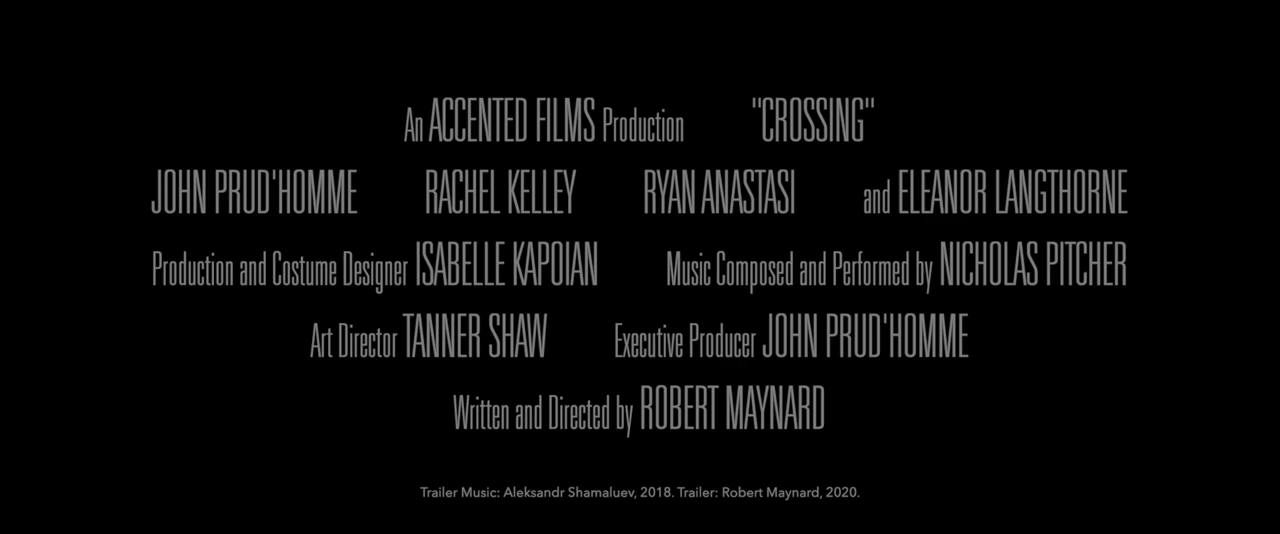 An ACCENTED FILMS Production "CROSSING"
JOHN PRUD'HOMME RACHEL KELLEY RYAN ANASTASI and ELEANOR LANGTHORNE
Production and Costume Designer ISABELLE KAPOIAN Music Composed and Performed by NICHOLAS PITCHER
Art Director TANNER SHAW Executive Producer JOHN PRUD'HOMME
Written and Directed by ROBERT MAYNARD
Trailer Music: Aleksandr Shamaluev, 2018. Trailer: Robert Maynard, 2020.